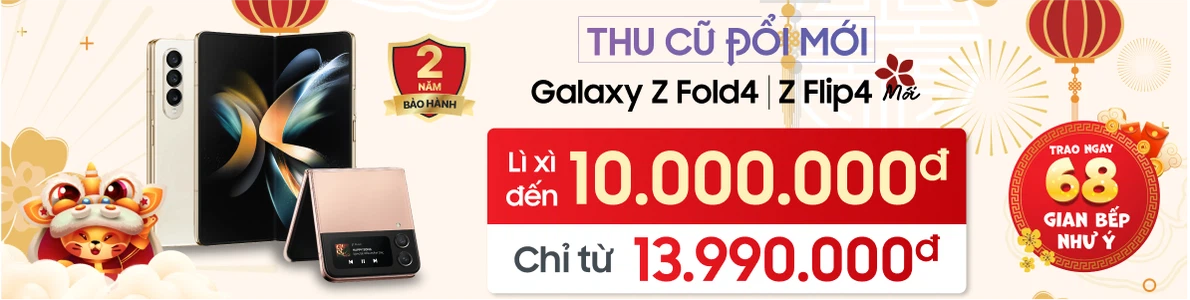 THU CŨ ĐỔI MỚI
Galaxy Z Fold4 | Z Flip4 Mới
2
NĂM
BẢO HÀNH
Lì xì
đến
10.000.000đ
Chỉ từ
13.990.000đ
TRAO NGAY
68
GIAN BẾP
NHƯ Ý